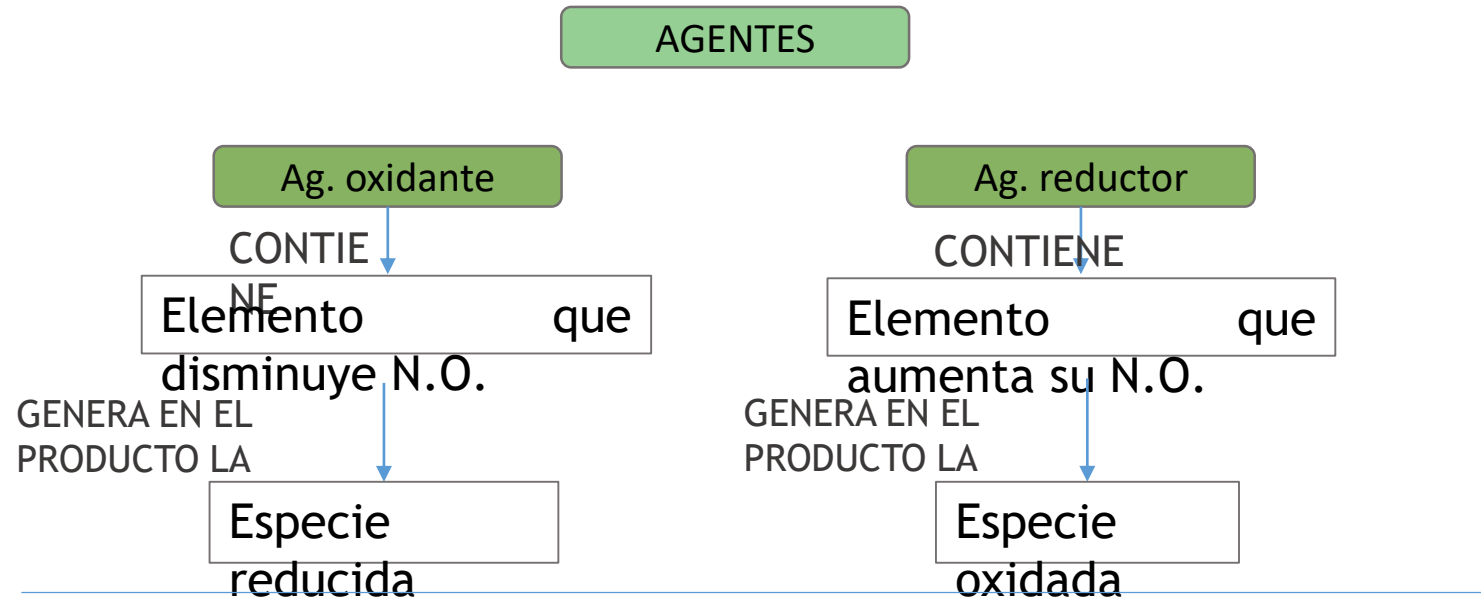 AGENTES
Ag. oxidante
CONTIE
NE
Elemento que
disminuye N.O.
GENERA EN EL
PRODUCTO LA
Especie
reducida
Ag. reductor
CONTIENE
Elemento que
aumenta su N.O.
GENERA EN EL
PRODUCTO LA
Especie
oxidada